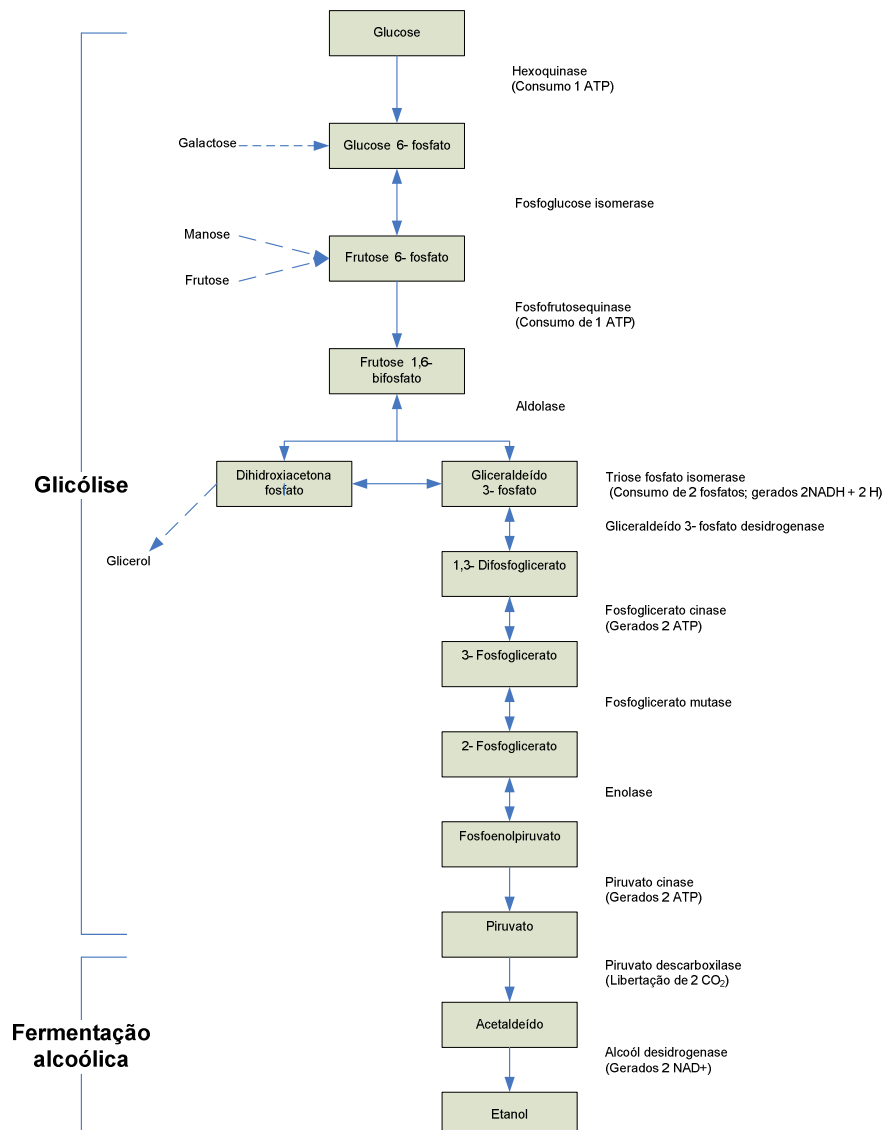 Glucose
Hexoquinase
(Consumo 1 ATP)
Galactose
Glucose 6- fosfato
Fosfoglucose isomerase
Manose
Frutose 6- fosfato
Frutose
Fosfofrutosequinase
(Consumo de 1 ATP)
Frutose 1,6-
bifosfato
Aldolase
Glicólise
Dihidroxiacetona
fosfato
Gliceraldeído
3- fosfato
Triose fosfato isomerase
(Consumo de 2 fosfatos; gerados 2NADH + 2 H)
Gliceraldeído 3- fosfato desidrogenase
Glicerol
1,3- Difosfoglicerato
Fosfoglicerato cinase
(Gerados 2 ATP)
3- Fosfoglicerato
Fosfoglicerato mutase
2- Fosfoglicerato
Enolase
Fosfoenolpiruvato
Piruvato cinase
(Gerados 2 ATP)
Piruvato
Piruvato descarboxilase
(Libertação de 2 CO₂)
Fermentação
alcoólica
Acetaldeído
Alcoól desidrogenase
(Gerados 2 NAD+)
Etanol